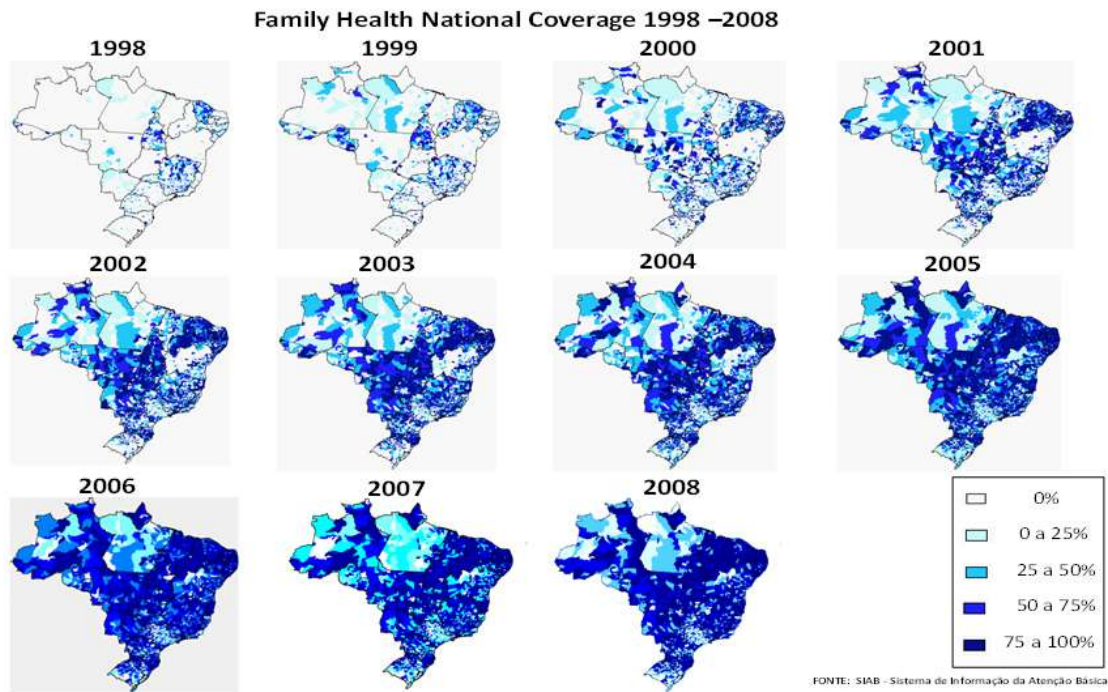 Family Health National Coverage 1998 –2008
1998
1999
2000
2001
2002
2003
2004
2005
2006
2007
2008
0%
0 a 25%
25 a 50%
50 a 75%
75 a 100%
FONTE: SIAB - Sistema de Informação da Atenção Básica